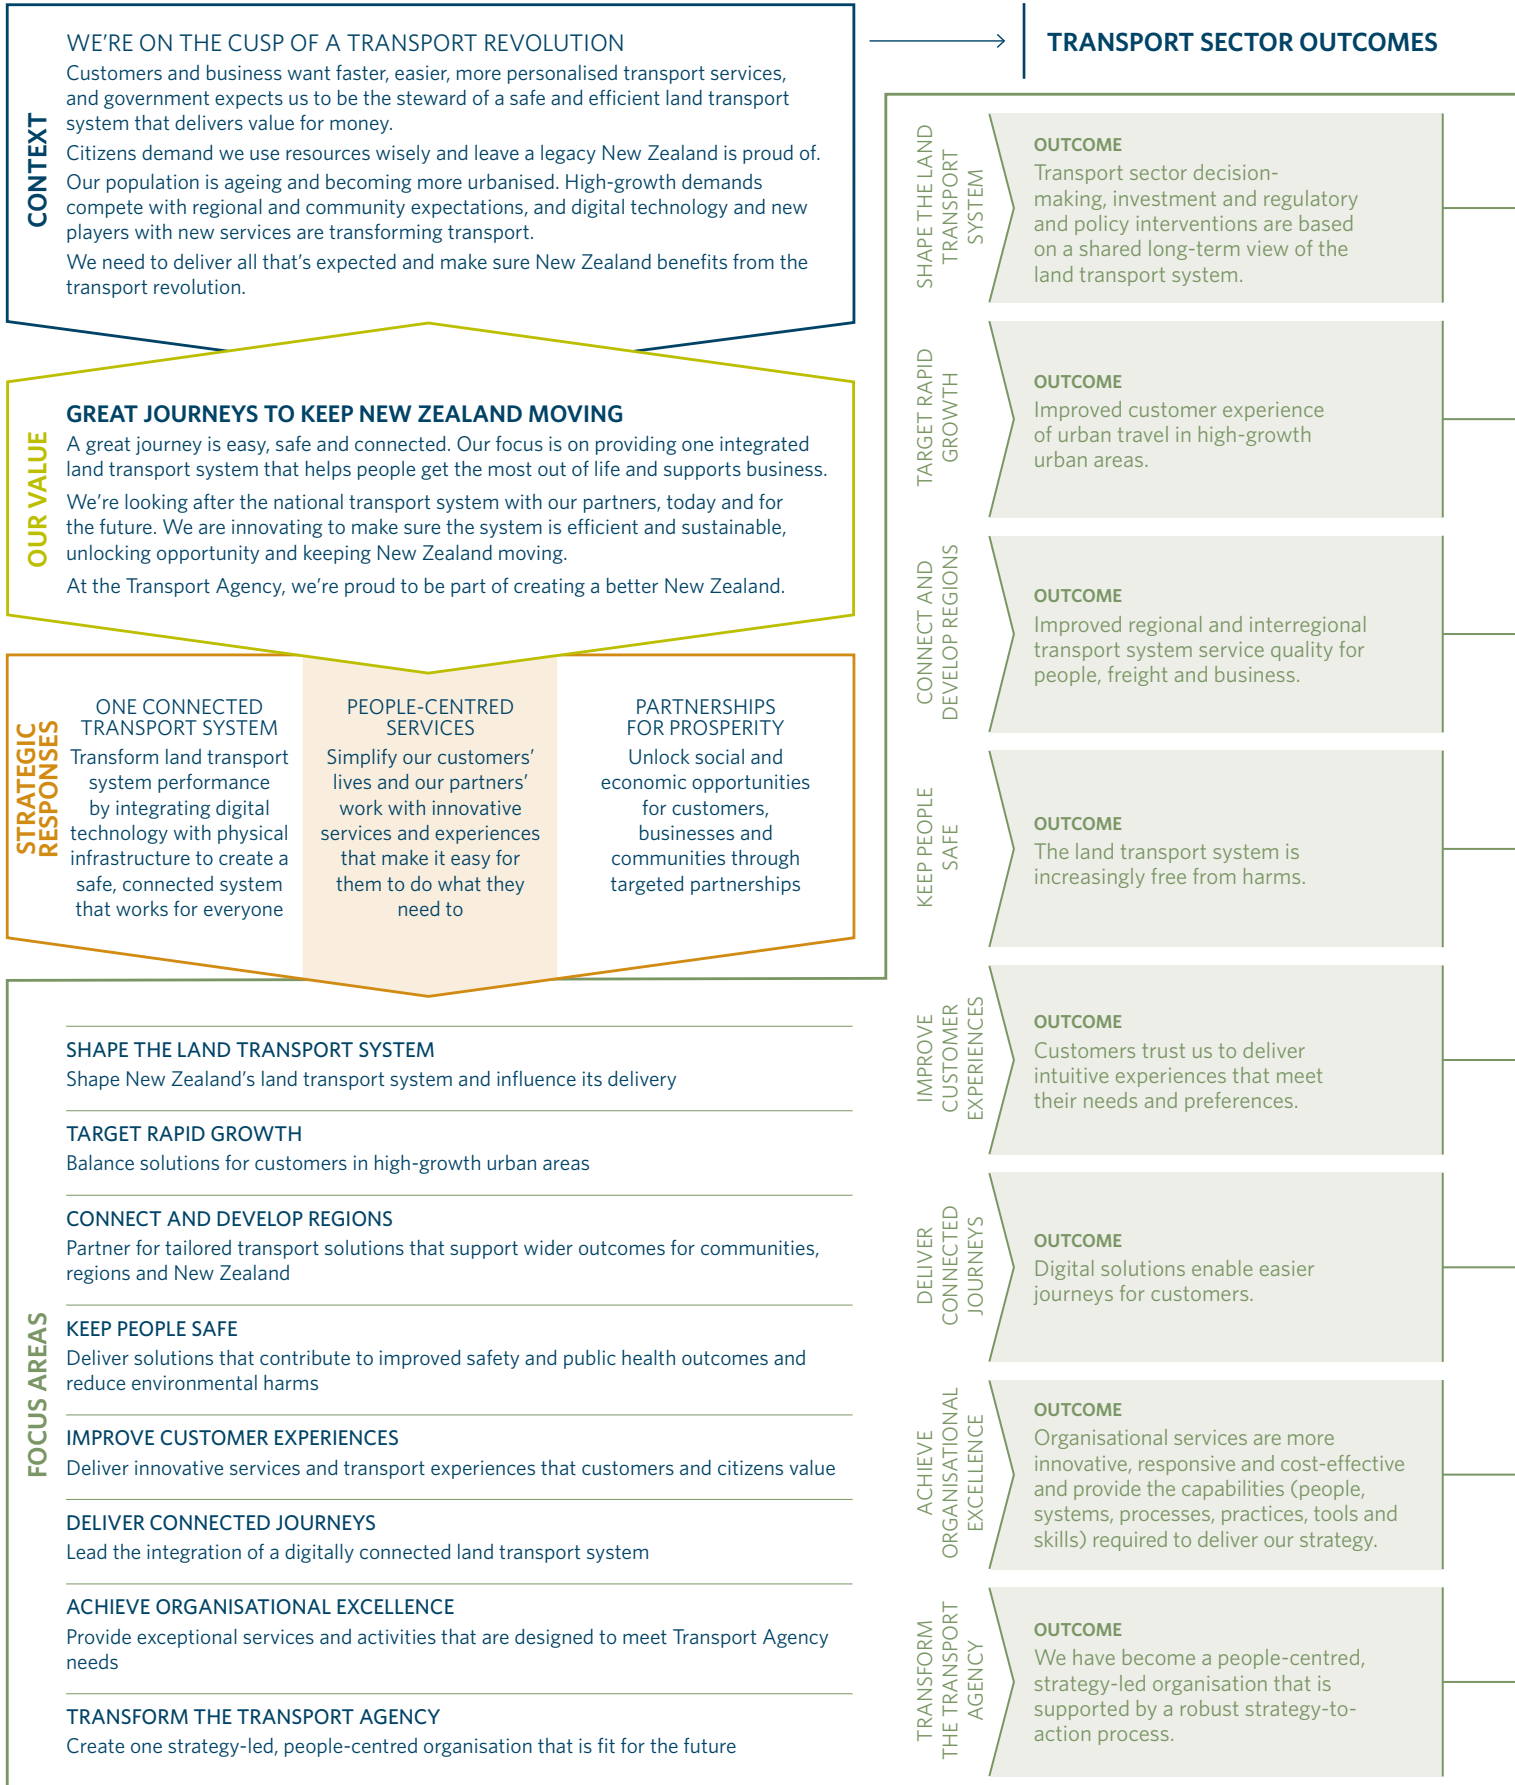 CONTEXT
WE'RE ON THE CUSP OF A TRANSPORT REVOLUTION
Customers and business want faster, easier, more personalised transport services,
and government expects us to be the steward of a safe and efficient land transport
system that delivers value for money.
Citizens demand we use resources wisely and leave a legacy New Zealand is proud of.
Our population is ageing and becoming more urbanised. High-growth demands
compete with regional and community expectations, and digital technology and new
players with new services are transforming transport.
We need to deliver all that's expected and make sure New Zealand benefits from the
transport revolution.
OUR VALUE
GREAT JOURNEYS TO KEEP NEW ZEALAND MOVING
A great journey is easy, safe and connected. Our focus is on providing one integrated
land transport system that helps people get the most out of life and supports business.
We're looking after the national transport system with our partners, today and for
the future. We are innovating to make sure the system is efficient and sustainable,
unlocking opportunity and keeping New Zealand moving.
At the Transport Agency, we're proud to be part of creating a better New Zealand.
STRATEGIC
RESPONSES
ONE CONNECTED
TRANSPORT SYSTEM
Transform land transport
system performance
by integrating digital
technology with physical
infrastructure to create a
safe, connected system
that works for everyone
PEOPLE-CENTRED
SERVICES
Simplify our customers'
lives and our partners'
work with innovative
services and experiences
that make it easy for
them to do what they
need to
PARTNERSHIPS
FOR PROSPERITY
Unlock social and
economic opportunities
for customers,
businesses and
communities through
targeted partnerships
FOCUS AREAS
SHAPE THE LAND TRANSPORT SYSTEM
Shape New Zealand's land transport system and influence its delivery
TARGET RAPID GROWTH
Balance solutions for customers in high-growth urban areas
CONNECT AND DEVELOP REGIONS
Partner for tailored transport solutions that support wider outcomes for communities,
regions and New Zealand
KEEP PEOPLE SAFE
Deliver solutions that contribute to improved safety and public health outcomes and
reduce environmental harms
IMPROVE CUSTOMER EXPERIENCES
Deliver innovative services and transport experiences that customers and citizens value
DELIVER CONNECTED JOURNEYS
Lead the integration of a digitally connected land transport system
ACHIEVE ORGANISATIONAL EXCELLENCE
Provide exceptional services and activities that are designed to meet Transport Agency
needs
TRANSFORM THE TRANSPORT AGENCY
Create one strategy-led, people-centred organisation that is fit for the future
TRANSPORT SECTOR OUTCOMES
SHAPE THE LAND
TRANSPORT
SYSTEM
OUTCOME
Transport sector decision-
making, investment and regulatory
and policy interventions are based
on a shared long-term view of the
land transport system.
TARGET RAPID
GROWTH
OUTCOME
Improved customer experience
of urban travel in high-growth
urban areas.
CONNECT AND
DEVELOP REGIONS
OUTCOME
Improved regional and interregional
transport system service quality for
people, freight and business.
KEEP PEOPLE
SAFE
OUTCOME
The land transport system is
increasingly free from harms.
IMPROVE
CUSTOMER
EXPERIENCES
OUTCOME
Customers trust us to deliver
intuitive experiences that meet
their needs and preferences.
DELIVER
CONNECTED
JOURNEYS
OUTCOME
Digital solutions enable easier
journeys for customers.
ACHIEVE
ORGANISATIONAL
EXCELLENCE
OUTCOME
Organisational services are more
innovative, responsive and cost-effective
and provide the capabilities (people,
systems, processes, practices, tools and
skills) required to deliver our strategy.
TRANSFORM
THE TRANSPORT
AGENCY
OUTCOME
We have become a people-centred,
strategy-led organisation that is
supported by a robust strategy-to-
action process.